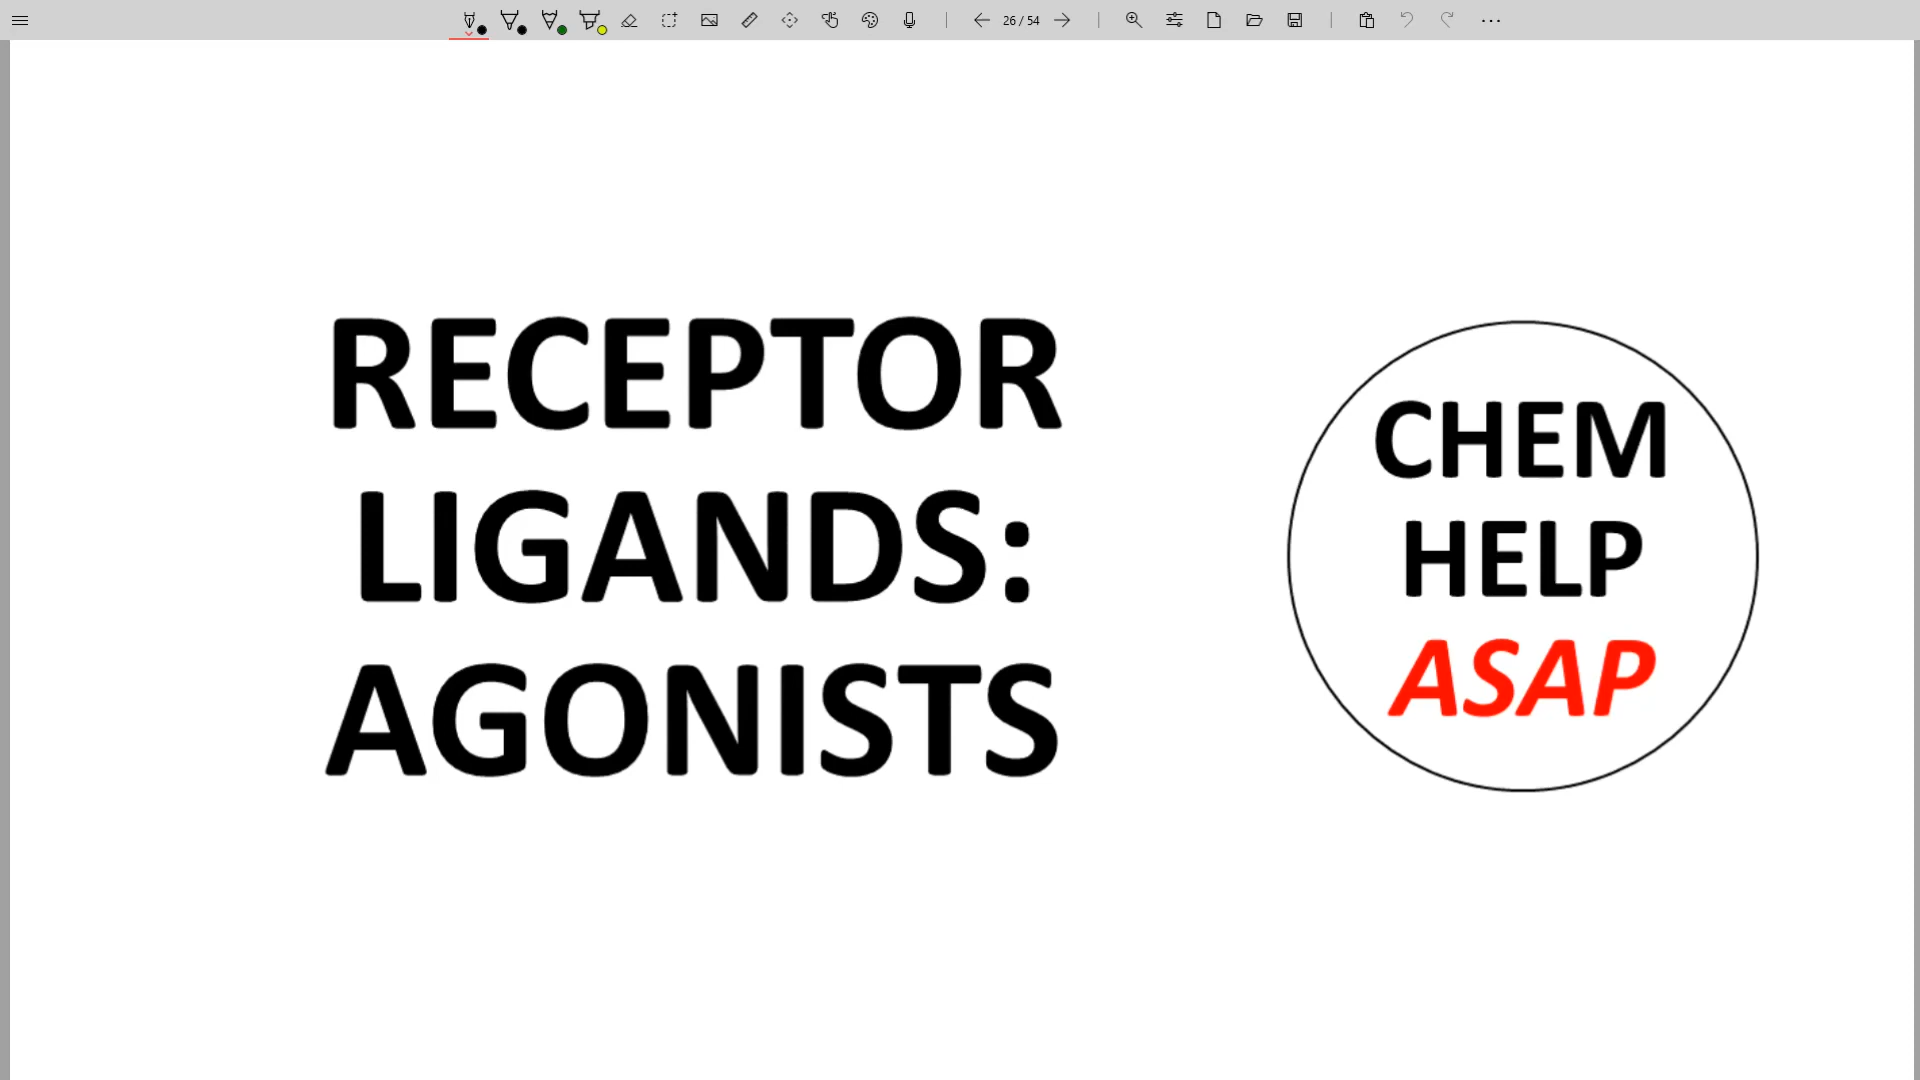 26 / 54
RECEPTOR
LIGANDS:
AGONISTS
CHEM
HELP
ASAP